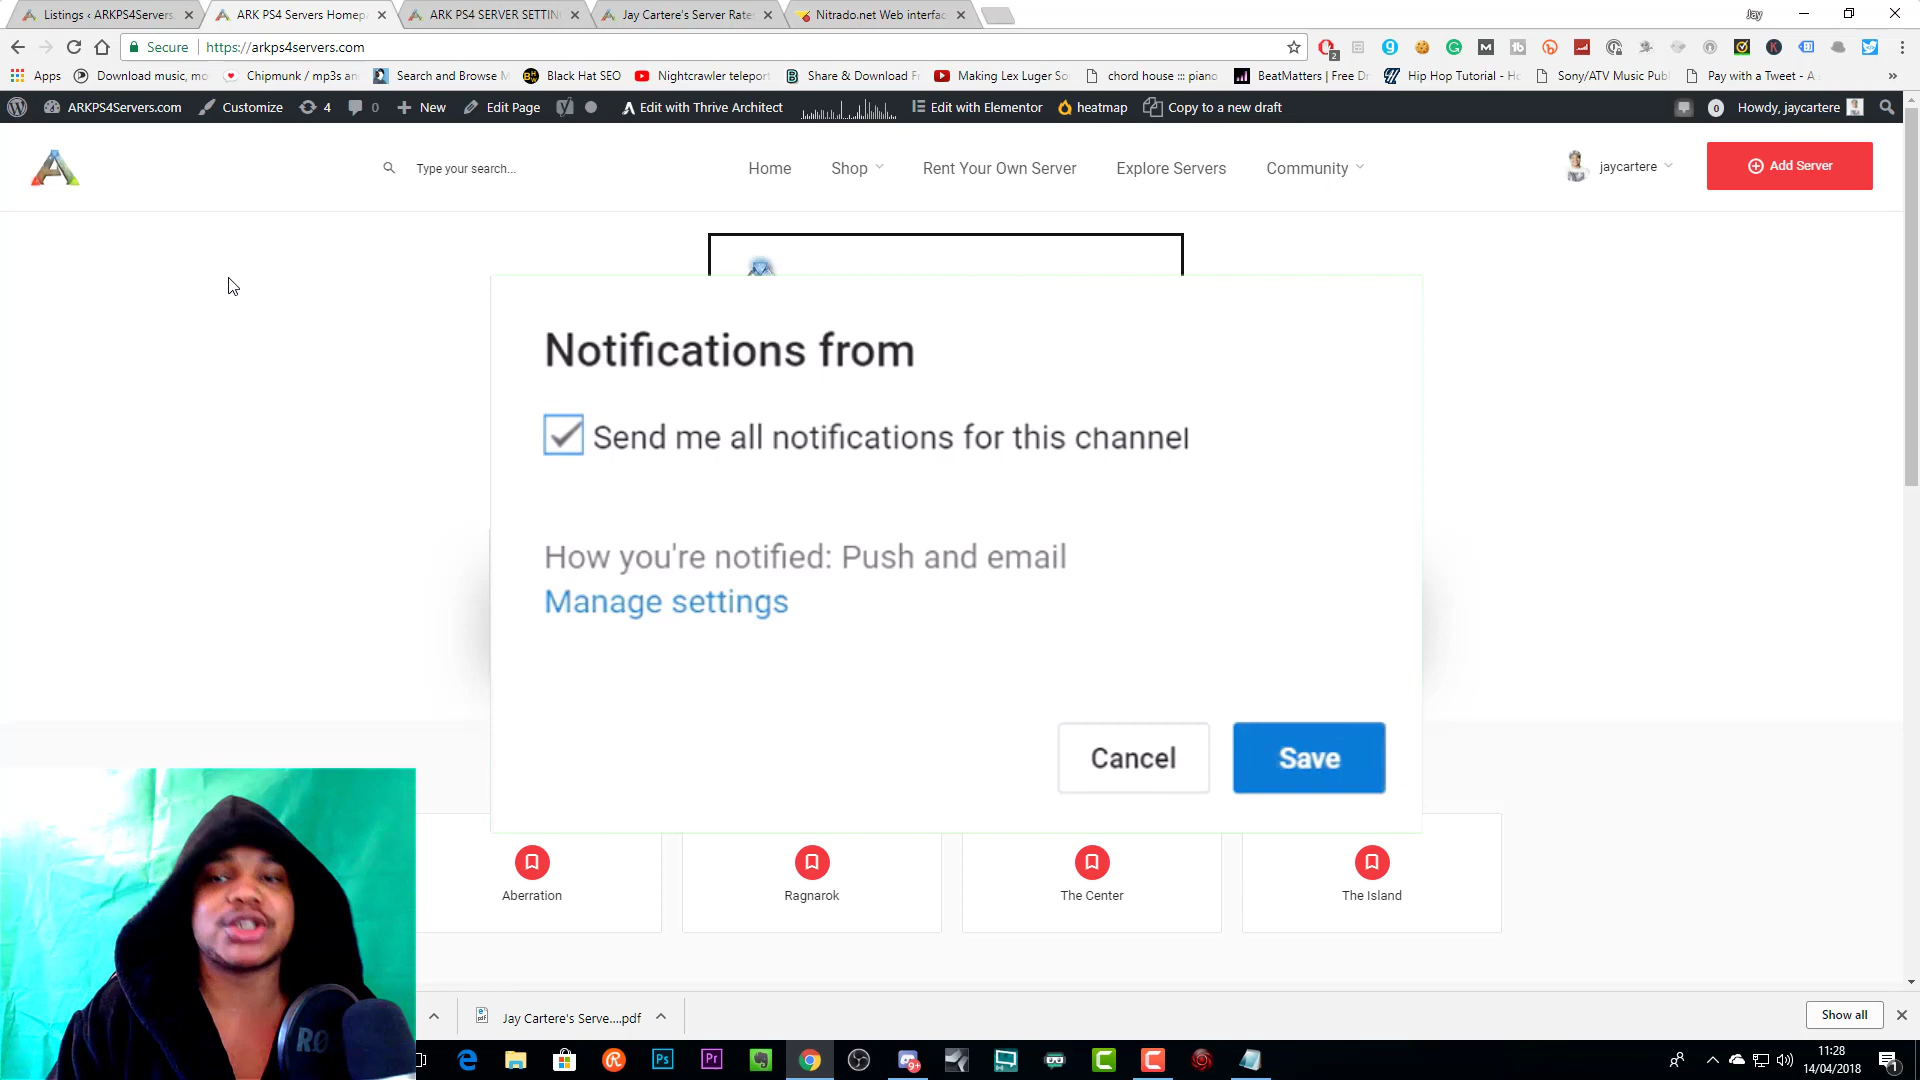 Listings ‹ ARKPS4Servers
ARK PS4 Servers Homep
ARK PS4 SERVER SETTIN
Jay Cartere's Server Rate
Nitrado.net Web interfac
Jay
Secure
https://arkps4servers.com
Apps
Download music, mo
Chipmunk / mp3s an
Search and Browse M
Black Hat SEO
Nightcrawler teleport
Share & Download F
Making Lex Luger So
chord house ::: piano
BeatMatters | Free D
Hip Hop Tutorial - Ho
Sony/ATV Music Publ
Pay with a Tweet - A
ARKPS4Servers.com
Customize
4
0
New
Edit Page
Edit with Thrive Architect
Edit with Elementor
heatmap
Copy to a new draft
0
Howdy, jaycartere
Type your search...
Home
Shop
Rent Your Own Server
Explore Servers
Community
jaycartere
Add Server
Notifications from
Send me all notifications for this channel
How you're notified: Push and email
Manage settings
Cancel
Save
Aberration
Ragnarok
The Center
The Island
Jay Cartere's Serve....pdf
Show all
11:28
14/04/2018